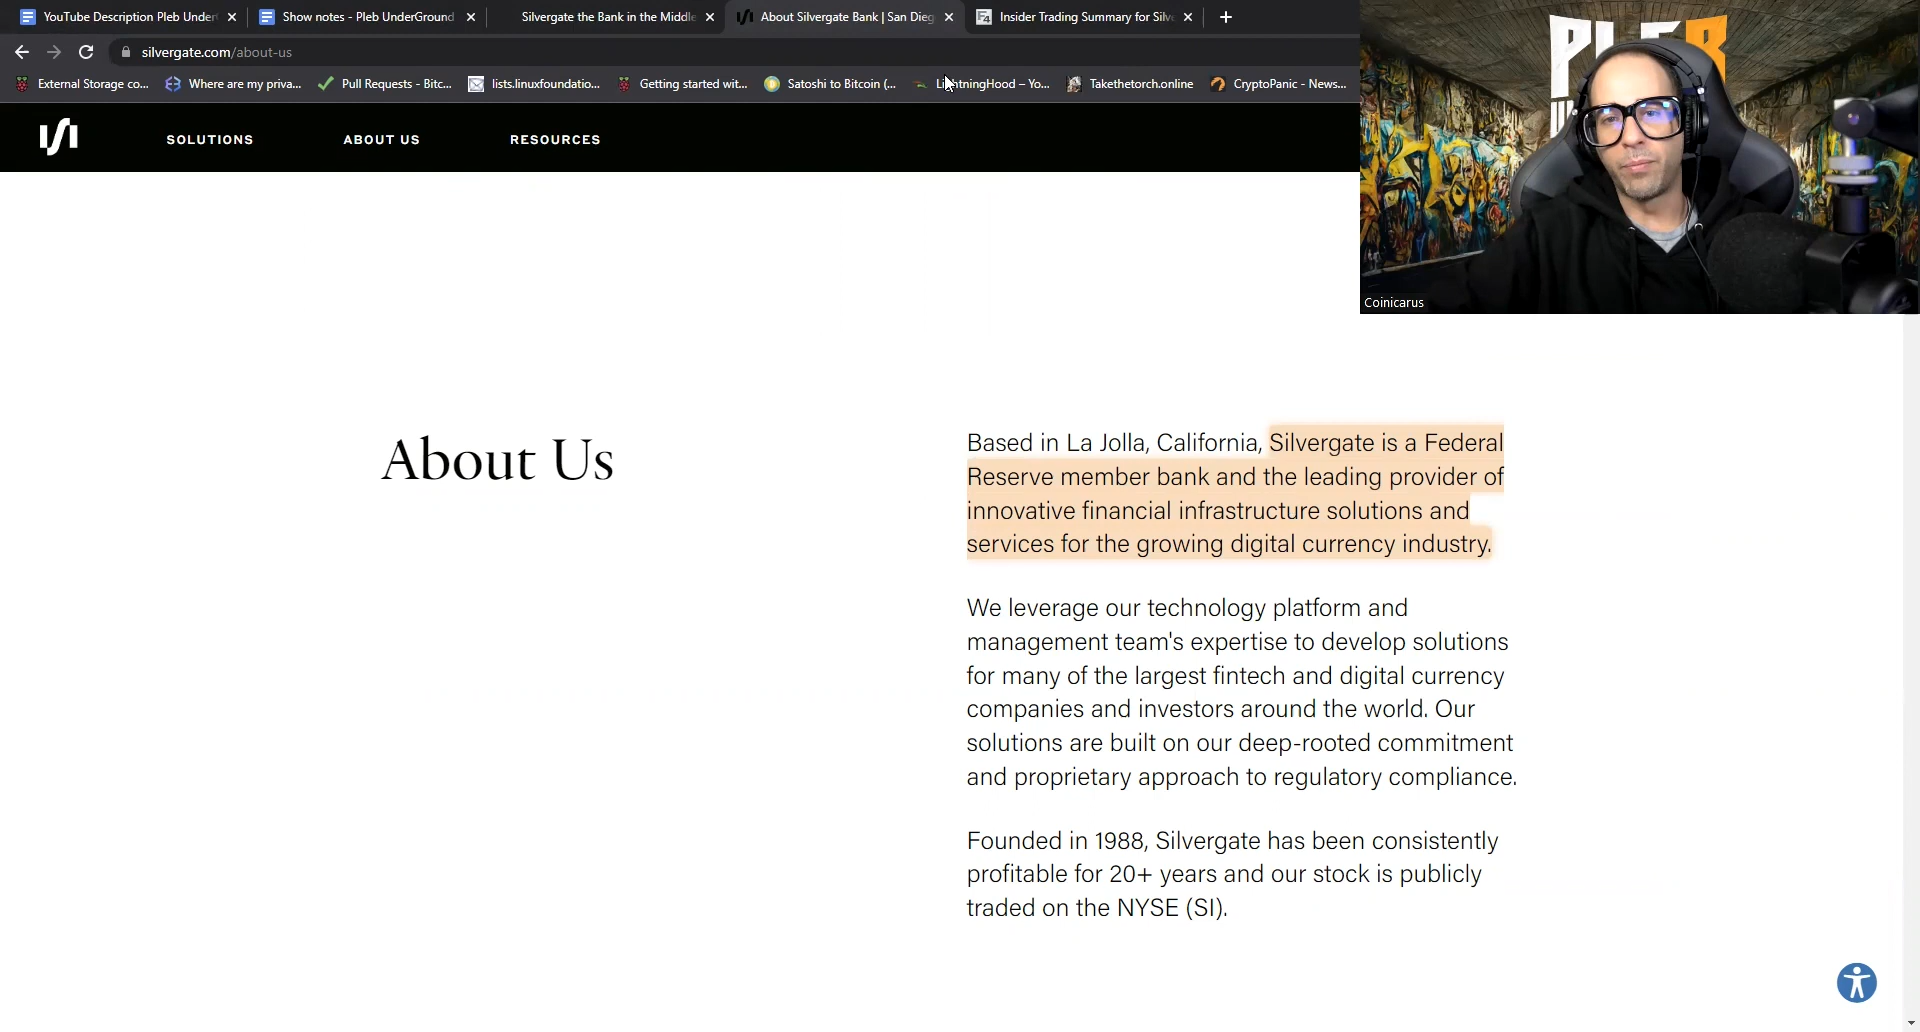 YouTube Description Pleb Under
Show notes - Pleb UnderGround
Silvergate the Bank in the Middle
About Silvergate Bank | San Dieg
Insider Trading Summary for Silv
silvergate.com/about-us
External Storage co...
Where are my priva...
Pull Requests - Bitc...
lists.linuxfoundatio...
Getting started wit...
Satoshi to Bitcoin (...
LightningHood – Yo...
Takethetorch.online
CryptoPanic - News...
SOLUTIONS
ABOUT US
RESOURCES
Coinicarus
About Us
Based in La Jolla, California, Silvergate is a Federal
Reserve member bank and the leading provider of
innovative financial infrastructure solutions and
services for the growing digital currency industry.
We leverage our technology platform and
management team's expertise to develop solutions
for many of the largest fintech and digital currency
companies and investors around the world. Our
solutions are built on our deep-rooted commitment
and proprietary approach to regulatory compliance.
Founded in 1988, Silvergate has been consistently
profitable for 20+ years and our stock is publicly
traded on the NYSE (SI).